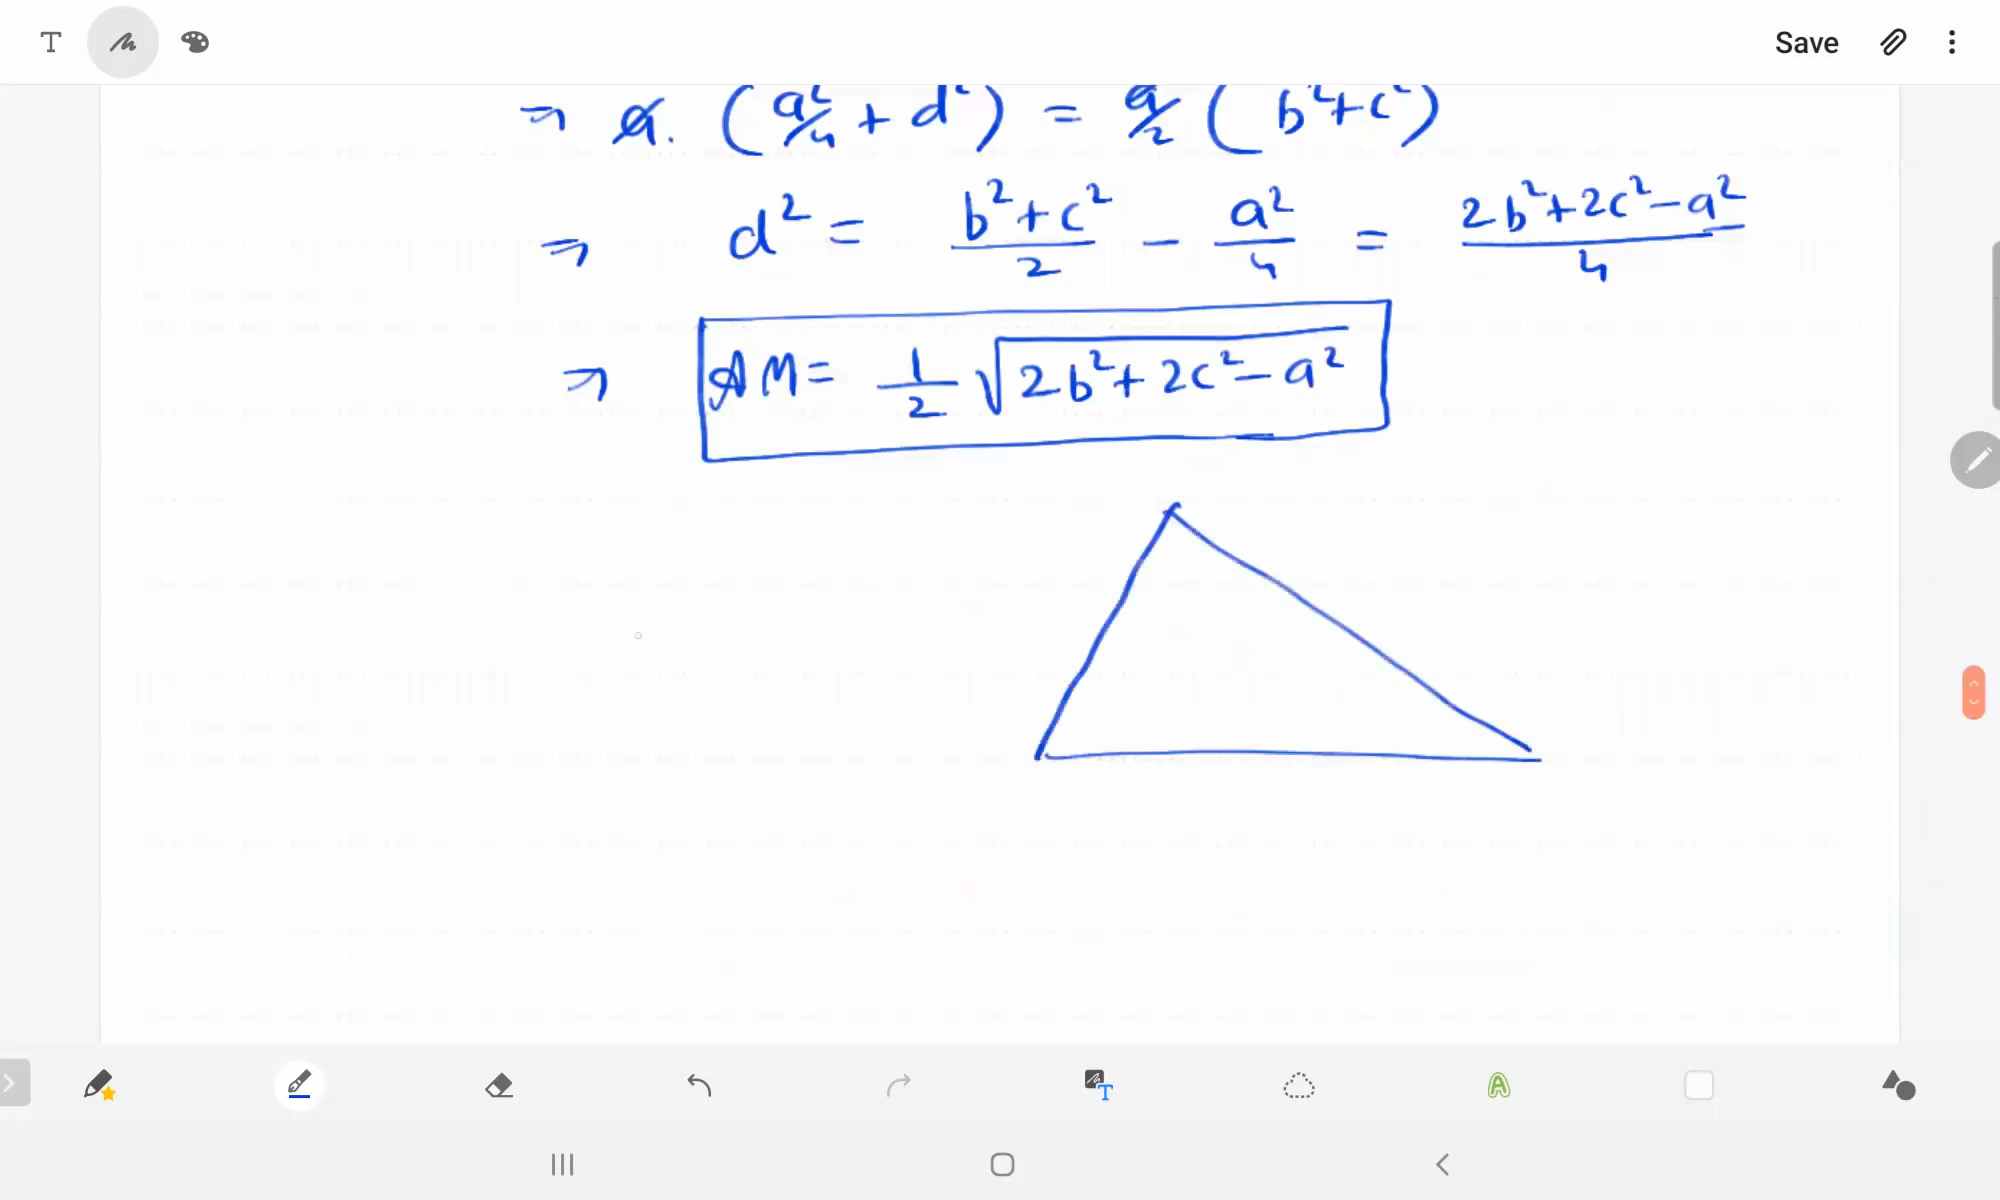 Save
⇒ a. (a²/4 + d²) = a/2 (b²+c²)
⇒ d² = b²+c²/2 − a²/4 = 2b²+2c²−a²/4
⇒ AM = 1/2 √2b²+2c²−a²